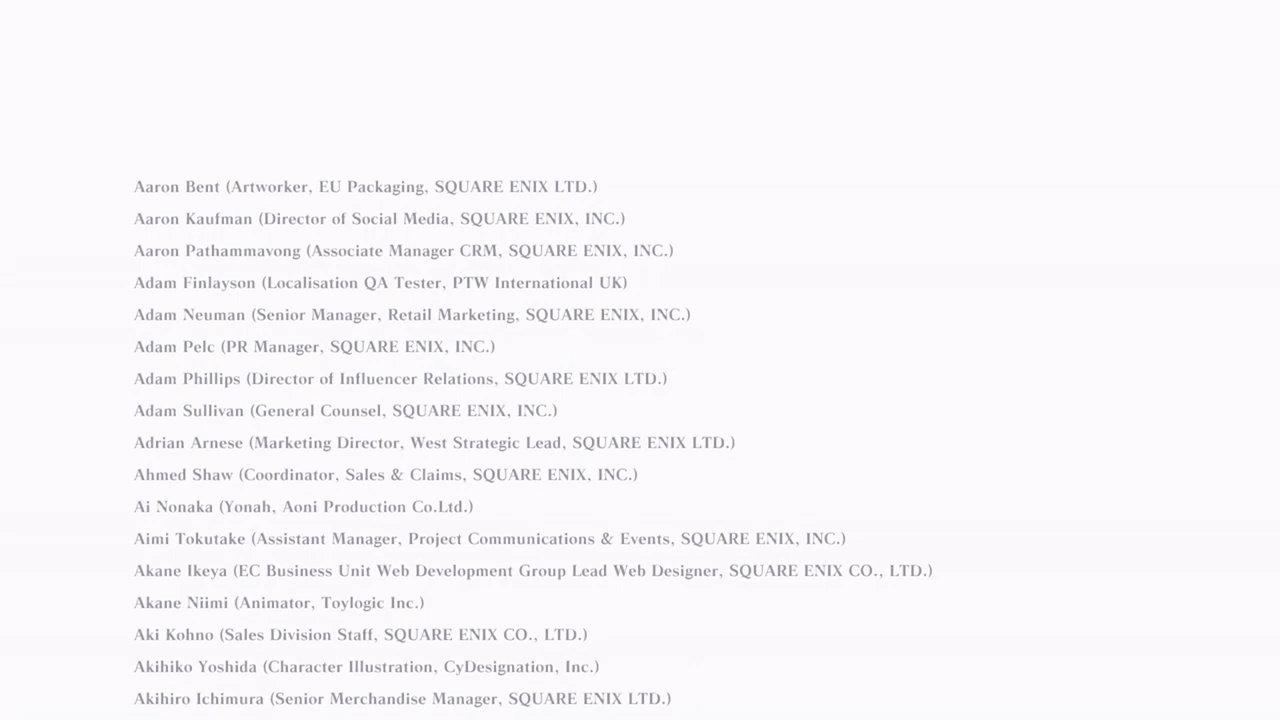 Aaron Bent (Artworker, EU Packaging, SQUARE ENIX LTD.)
Aaron Kaufman (Director of Social Media, SQUARE ENIX, INC.)
Aaron Pathammavong (Associate Manager CRM, SQUARE ENIX, INC.)
Adam Finlayson (Localisation QA Tester, PTW International UK)
Adam Neuman (Senior Manager, Retail Marketing, SQUARE ENIX, INC.)
Adam Pelc (PR Manager, SQUARE ENIX, INC.)
Adam Phillips (Director of Influencer Relations, SQUARE ENIX LTD.)
Adam Sullivan (General Counsel, SQUARE ENIX, INC.)
Adrian Arnese (Marketing Director, West Strategic Lead, SQUARE ENIX LTD.)
Ahmed Shaw (Coordinator, Sales & Claims, SQUARE ENIX, INC.)
Ai Nonaka (Yonah, Aoni Production Co.Ltd.)
Aimi Tokutake (Assistant Manager, Project Communications & Events, SQUARE ENIX, INC.)
Akane Ikeya (EC Business Unit Web Development Group Lead Web Designer, SQUARE ENIX CO., LTD.)
Akane Niimi (Animator, Toylogic Inc.)
Aki Kohno (Sales Division Staff, SQUARE ENIX CO., LTD.)
Akihiko Yoshida (Character Illustration, CyDesignation, Inc.)
Akihiro Ichimura (Senior Merchandise Manager, SQUARE ENIX LTD.)